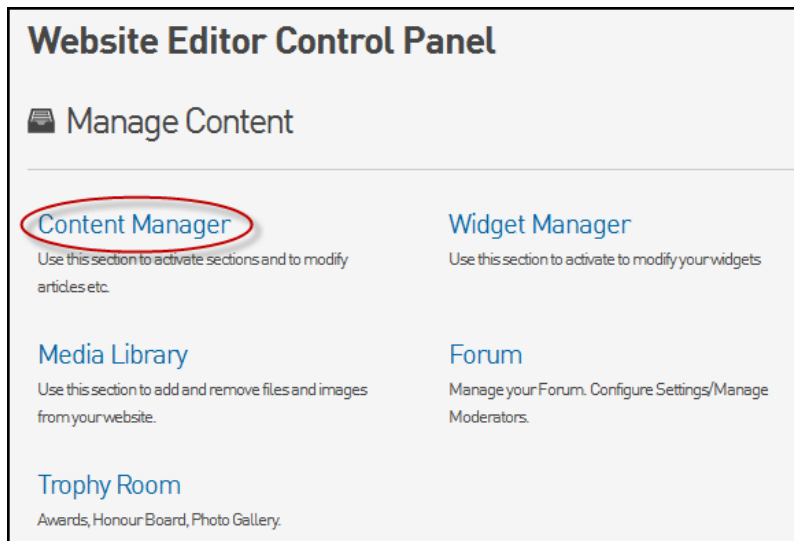 Website Editor Control Panel
Manage Content
Content Manager
Use this section to activate sections and to modify
articles etc.
Widget Manager
Use this section to activate to modify your widgets
Media Library
Use this section to add and remove files and images
from your website.
Forum
Manage your Forum. Configure Settings/Manage
Moderators.
Trophy Room
Awards, Honour Board, Photo Gallery.